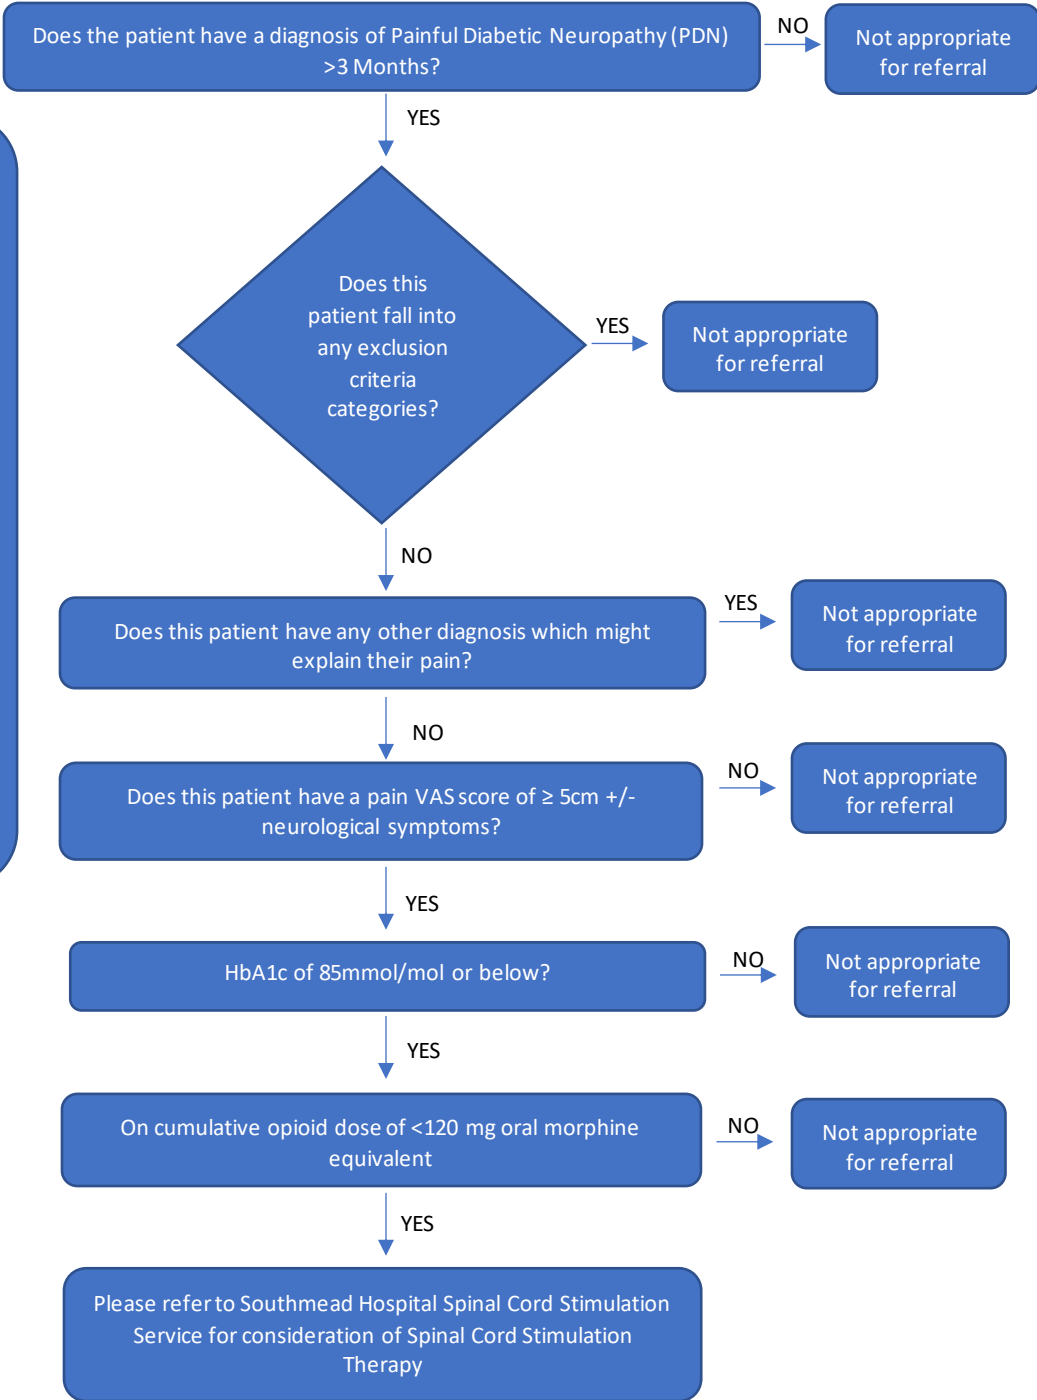 Does the patient have a diagnosis of Painful Diabetic Neuropathy (PDN)
>3 Months?
NO
Not appropriate
for referral
YES
Does this
patient fall into
any exclusion
criteria
categories?
YES
Not appropriate
for referral
NO
Does this patient have any other diagnosis which might
explain their pain?
YES
Not appropriate
for referral
NO
Does this patient have a pain VAS score of ≥ 5cm +/-
neurological symptoms?
NO
Not appropriate
for referral
YES
HbA1c of 85mmol/mol or below?
NO
Not appropriate
for referral
YES
On cumulative opioid dose of <120 mg oral morphine
equivalent
NO
Not appropriate
for referral
YES
Please refer to Southmead Hospital Spinal Cord Stimulation
Service for consideration of Spinal Cord Stimulation
Therapy